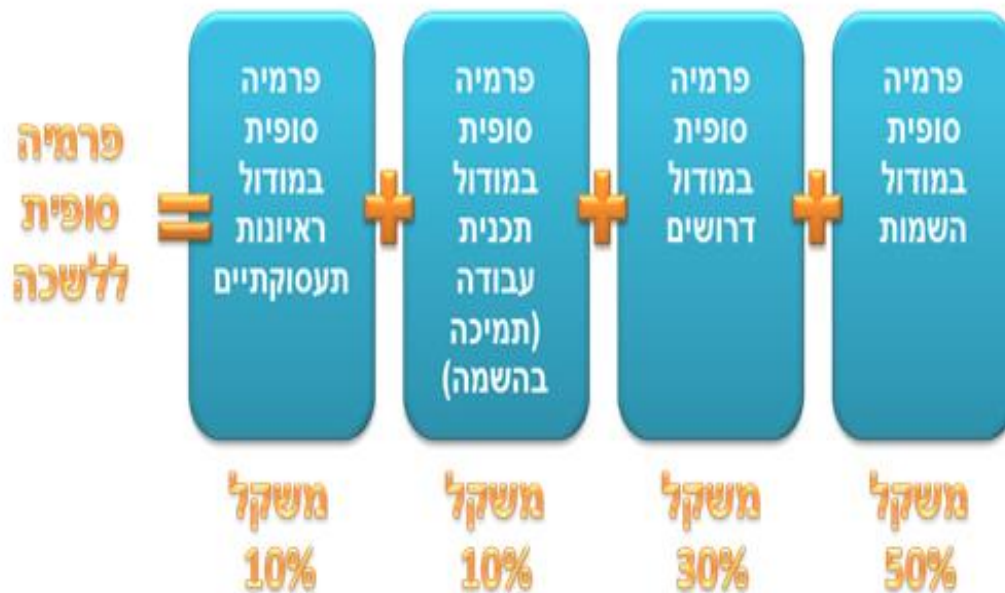 פרמיה
סופית
במודול
השמות
משקל
50%
+
פרמיה
סופית
במודול
דרושים
משקל
30%
+
פרמיה
סופית
במודול
תכנית
עבודה
(תמיכה
בהשמה)
משקל
10%
+
פרמיה
סופית
במודול
ראיונות
תעסוקתיים
משקל
10%
=
פרמיה
סופית
ללשכה